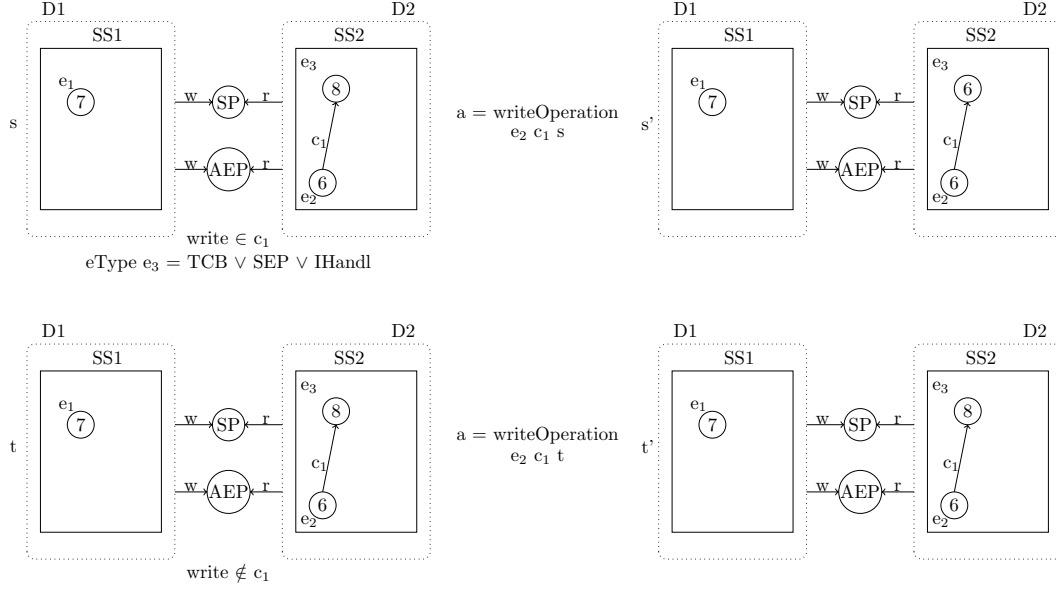 D1 D2 D1 D2
SS1 SS2 SS1 SS2
e₁ 7 w SP r e₃ 8 e₁ 7 w SP r e₃ 6
s a = writeOperation s'
e₂ c₁ s
w AEP r c₁ 6 e₂ w AEP r c₁ 6 e₂
write ∈ c₁
eType e₃ = TCB ∨ SEP ∨ IHandl
D1 D2 D1 D2
SS1 SS2 SS1 SS2
e₁ 7 w SP r e₃ 8 e₁ 7 w SP r e₃ 8
t a = writeOperation t'
e₂ c₁ t
w AEP r c₁ 6 e₂ w AEP r c₁ 6 e₂
write ∉ c₁